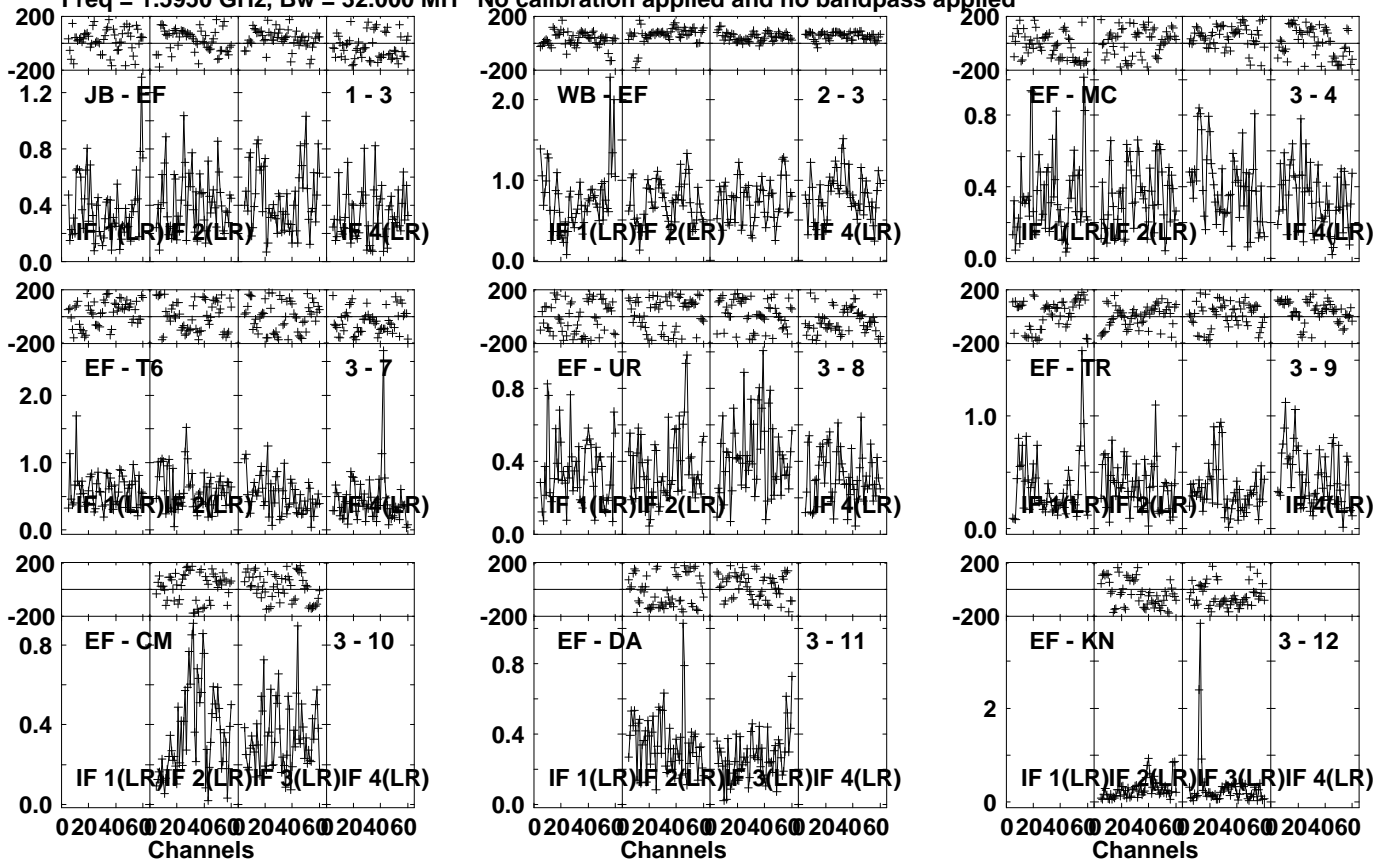 Freq = 1.5950 GHz, Bw = 32.000 MH No calibration applied and no bandpass applied
200 200 200
-200 -200 -200
JB - EF 1 - 3 WB - EF 2 - 3 EF - MC 3 - 4
1.2 2.0 0.8
0.8 1.0 0.4
0.4
IF 1(LR) IF 2(LR) IF 4(LR) IF 1(LR) IF 2(LR) IF 4(LR) IF 1(LR) IF 2(LR) IF 4(LR)
0.0 0.0 0.0
200 200 200
-200 -200 -200
EF - T6 3 - 7 EF - UR 3 - 8 EF - TR 3 - 9
2.0 0.8 1.0
1.0 0.4
IF 1(LR) IF 2(LR) IF 4(LR) IF 1(LR) IF 2(LR) IF 4(LR) IF 1(LR) IF 2(LR) IF 4(LR)
0.0 0.0 0.0
200 200 200
-200 -200 -200
EF - CM 3 - 10 EF - DA 3 - 11 EF - KN 3 - 12
0.8 0.8 2
0.4 0.4
IF 1(LR) IF 2(LR) IF 3(LR) IF 4(LR) IF 1(LR) IF 2(LR) IF 3(LR) IF 4(LR) IF 1(LR) IF 2(LR) IF 3(LR) IF 4(LR)
0.0 0.0 0
0 20 40 60 0 20 40 60 0 20 40 60 0 20 40 60 0 20 40 60 0 20 40 60 0 20 40 60 0 20 40 60 0 20 40 60 0 20 40 60 0 20 40 60 0 20 40 60
Channels Channels Channels